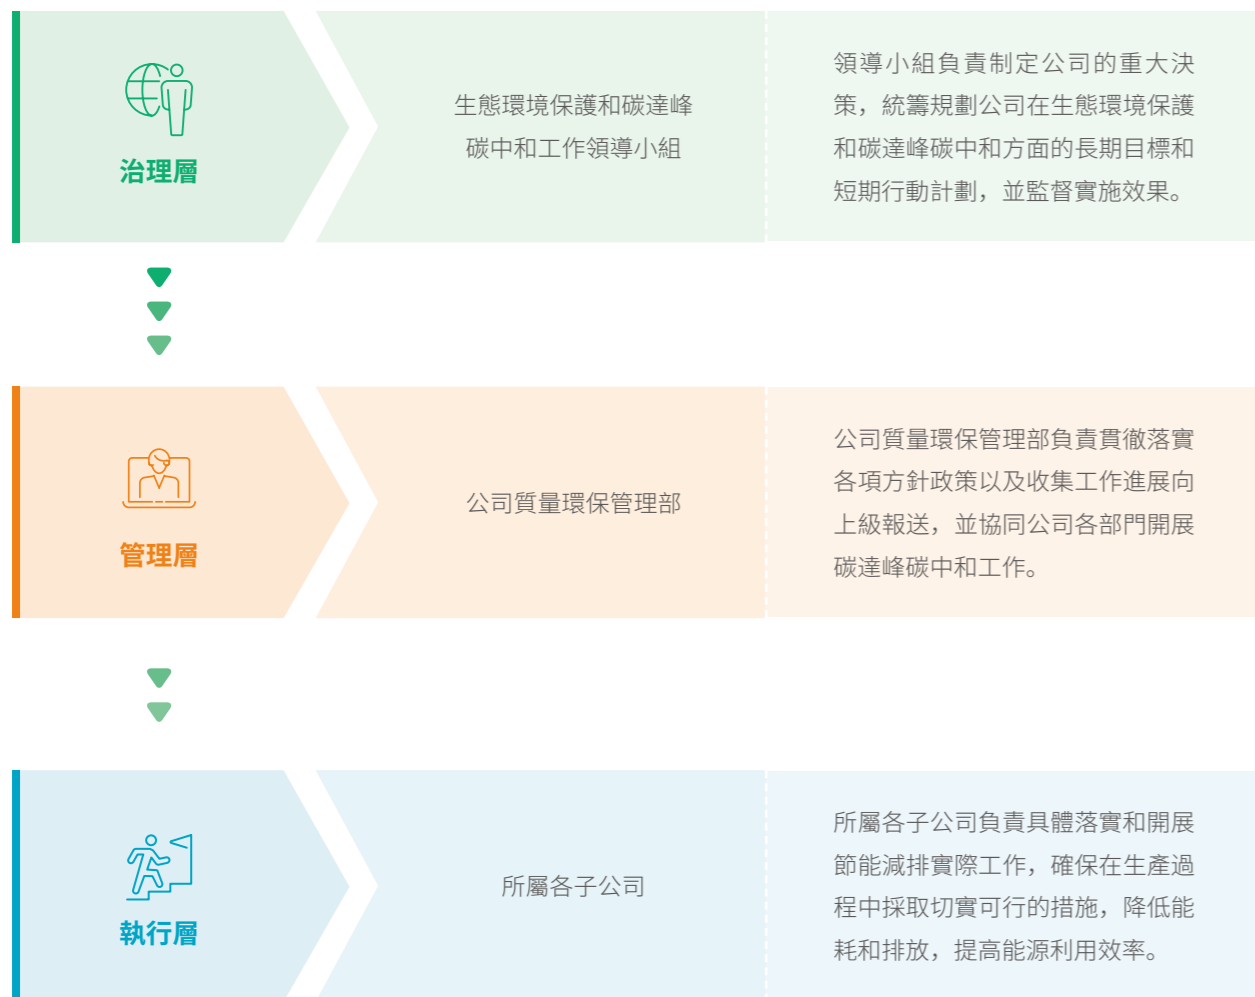 治理層
生態環境保護和碳達峰
碳中和工作領導小組
領導小組負責制定公司的重大決
策，統籌規劃公司在生態環境保護
和碳達峰碳中和方面的長期目標和
短期行動計劃，並監督實施效果。
管理層
公司質量環保管理部
公司質量環保管理部負責貫徹落實
各項方針政策以及收集工作進展向
上級報送，並協同公司各部門開展
碳達峰碳中和工作。
執行層
所屬各子公司
所屬各子公司負責具體落實和開展
節能減排實際工作，確保在生產過
程中採取切實可行的措施，降低能
耗和排放，提高能源利用效率。